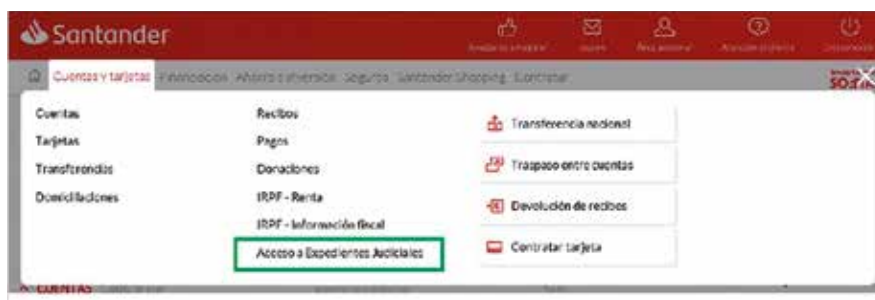 Santander
Cuentas y tarjetas Financiación Ahorro e inversión Seguros Santander Shopping Contratar
Cuentas
Tarjetas
Transferencias
Domiciliaciones
Recibos
Pagos
Donaciones
IRPF - Renta
IRPF - Información fiscal
Acceso a Expedientes Judiciales
Transferencia nacional
Traspaso entre cuentas
Devolución de recibos
Contratar tarjeta
CUENTAS